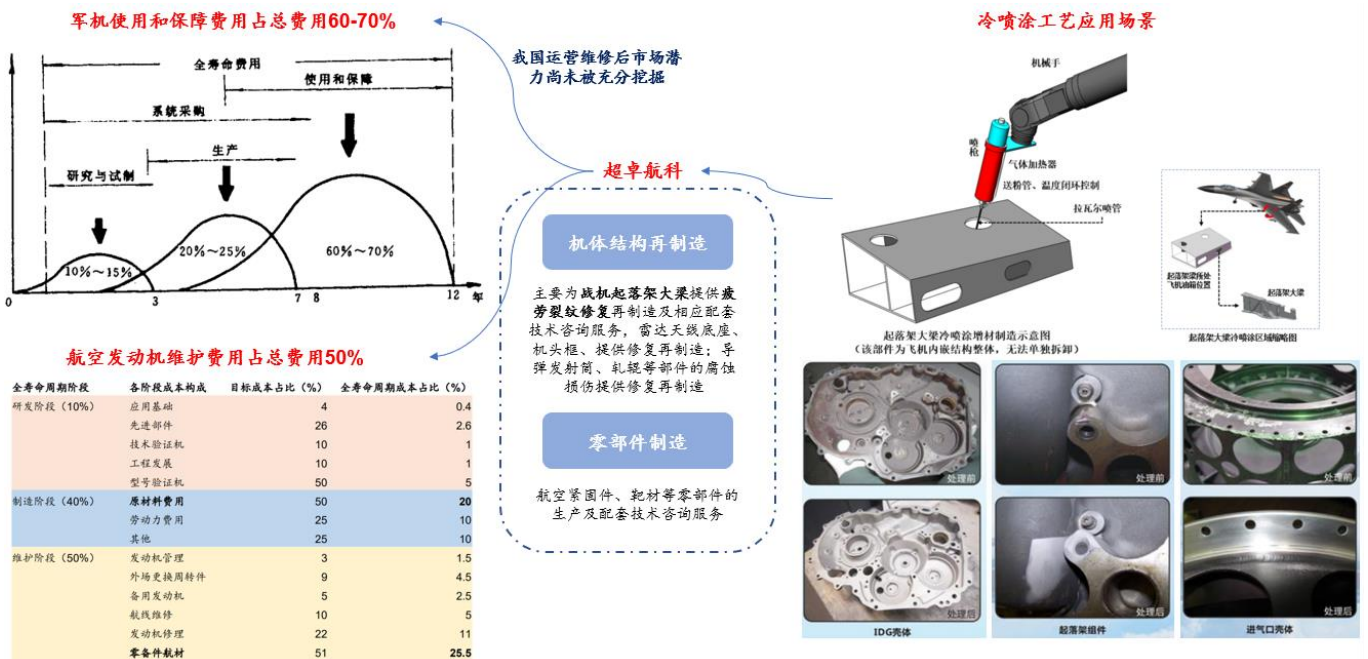 军机使用和保障费用占总费用60-70%
全寿命费用
使用和保障
系统采购
生产
研究与试制
10%～15%
20%～25%
60%～70%
0 3 7 8 12 年
航空发动机维护费用占总费用50%
全寿命周期阶段 各阶段成本构成 目标成本占比（%） 全寿命周期成本占比（%）
研发阶段（10%） 应用基础 4 0.4
先进部件 26 2.6
技术验证机 10 1
工程发展 10 1
型号验证机 50 5
制造阶段（40%） 原材料费用 50 20
劳动力费用 25 10
其他 25 10
维护阶段（50%） 发动机管理 3 1.5
外场更换周转件 9 4.5
备用发动机 5 2.5
航线维修 10 5
发动机修理 22 11
零备件航材 51 25.5
我国运营维修后市场潜
力尚未被充分挖掘
超卓航科
机体结构再制造
主要为战机起落架大梁提供疲
劳裂纹修复再制造及相应配套
技术咨询服务，雷达天线底座、
机头框、提供修复再制造；导
弹发射筒、轧辊等部件的腐蚀
损伤提供修复再制造
零部件制造
航空紧固件、靶材等零部件的
生产及配套技术咨询服务
冷喷涂工艺应用场景
机械手
喷枪
气体加热器
送粉管、温度闭环控制
拉瓦尔喷管
起落架大梁冷喷涂增材制造示意图
（该部件为飞机内嵌结构整体，无法单独拆卸）
起落架梁所处
飞机油箱位置
起落架大梁
起落架大梁冷喷涂区域缩略图
处理前
处理前
处理前
处理后
处理后
处理后
IDG壳体
起落架组件
进气口壳体